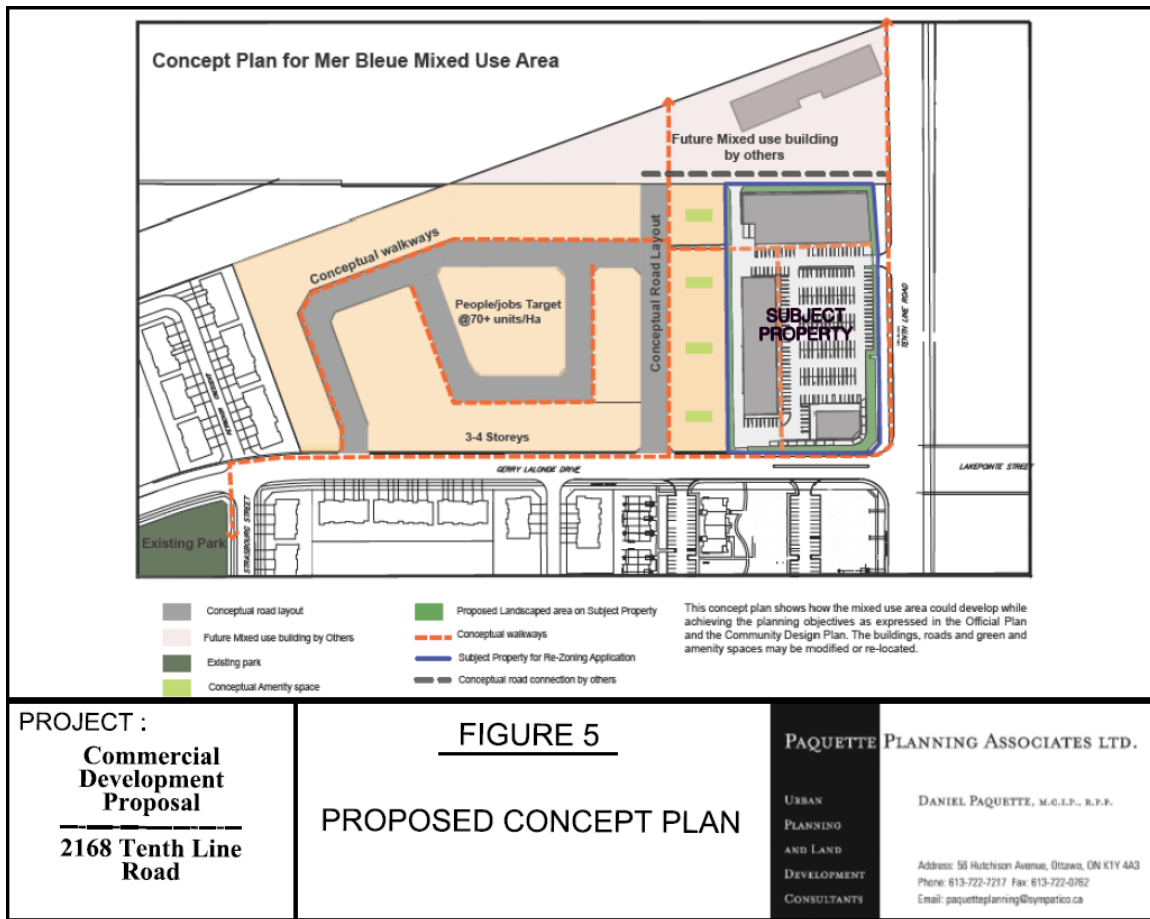 Concept Plan for Mer Bleue Mixed Use Area
Future Mixed use building
by others
Conceptual walkways
Conceptual Road Layout
People/jobs Target
@70+ units/Ha
SUBJECT
PROPERTY
TENTH LINE ROAD
3-4 Storeys
GERRY LALONDE DRIVE
LAKEPOINTE STREET
STRASBOURG STREET
Existing Park
Conceptual road layout
Future Mixed use building by Others
Existing park
Conceptual Amenity space
Proposed Landscaped area on Subject Property
Conceptual walkways
Subject Property for Re-Zoning Application
Conceptual road connection by others
This concept plan shows how the mixed use area could develop while
achieving the planning objectives as expressed in the Official Plan
and the Community Design Plan. The buildings, roads and green and
amenity spaces may be modified or re-located.
PROJECT :
Commercial
Development
Proposal
2168 Tenth Line
Road
FIGURE 5
PROPOSED CONCEPT PLAN
PAQUETTE PLANNING ASSOCIATES LTD.
URBAN
PLANNING
AND LAND
DEVELOPMENT
CONSULTANTS
DANIEL PAQUETTE, M.C.I.P., R.P.P.
Address: 56 Hutchison Avenue, Ottawa, ON K1Y 4A3
Phone: 613-722-7217 Fax: 613-722-0762
Email: paquetteplanning@sympatico.ca